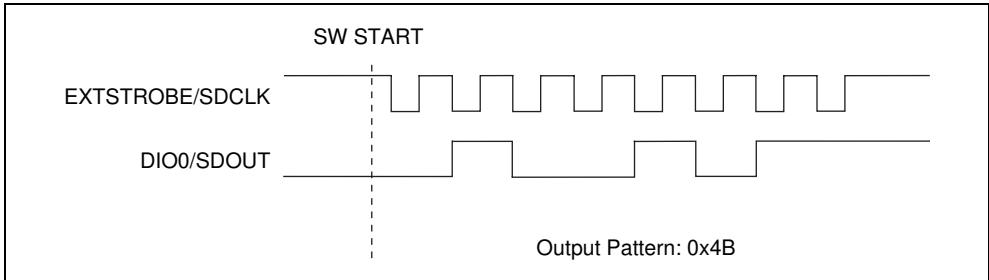 SW START
EXTSTROBE/SDCLK
DIO0/SDOUT
Output Pattern: 0x4B